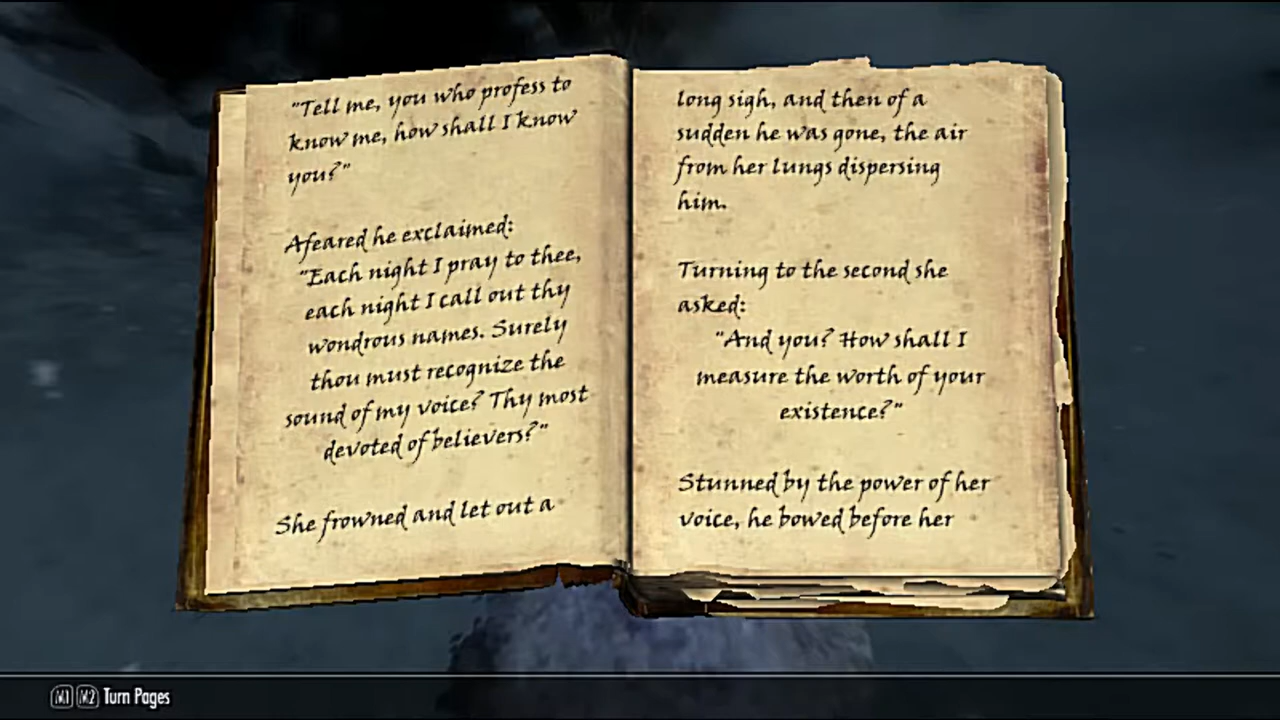 "Tell me, you who profess to
know me, how shall I know
you?"
Afeared he exclaimed:
"Each night I pray to thee,
each night I call out thy
wondrous names. Surely
thou must recognize the
sound of my voice? Thy most
devoted of believers?"
She frowned and let out a
long sigh, and then of a
sudden he was gone, the air
from her lungs dispersing
him.
Turning to the second she
asked:
"And you? How shall I
measure the worth of your
existence?"
Stunned by the power of her
voice, he bowed before her
M1 M2 Turn Pages